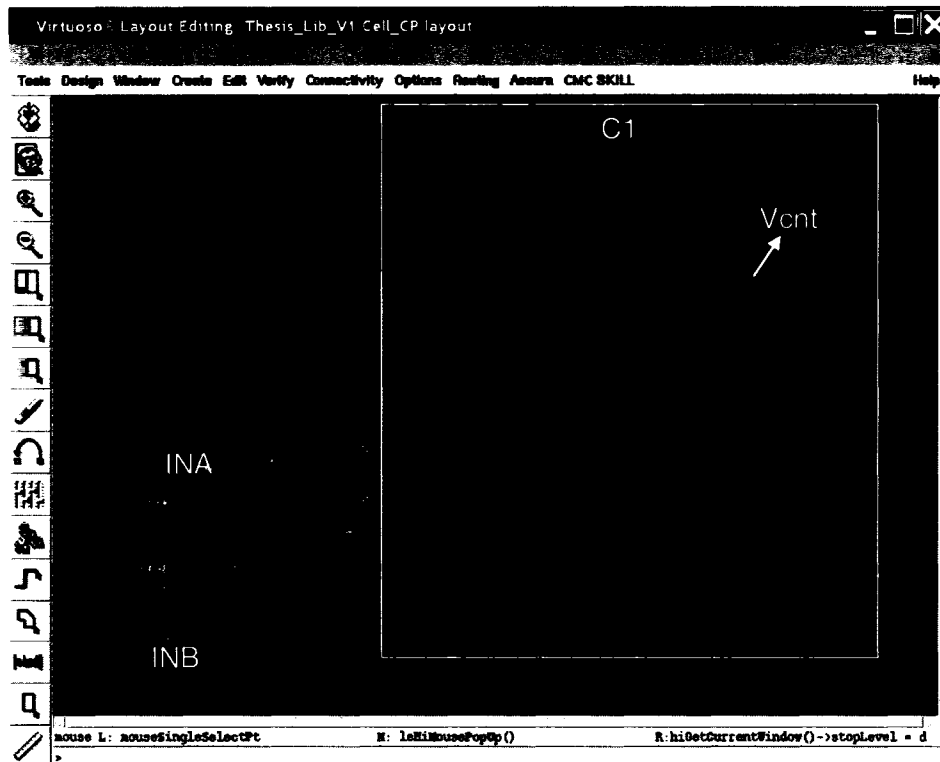 Virtuoso® Layout Editing Thesis_Lib_V1 Cell_CP layout
Tools Design Window Create Edit Verify Connectivity Options Routing Assura CMC SKILL Help
C1
Vcnt
INA
INB
mouse L: mouseSingleSelectPt M: leHiMousePopUp() R:hiGetCurrentWindow()->stopLevel = d
>